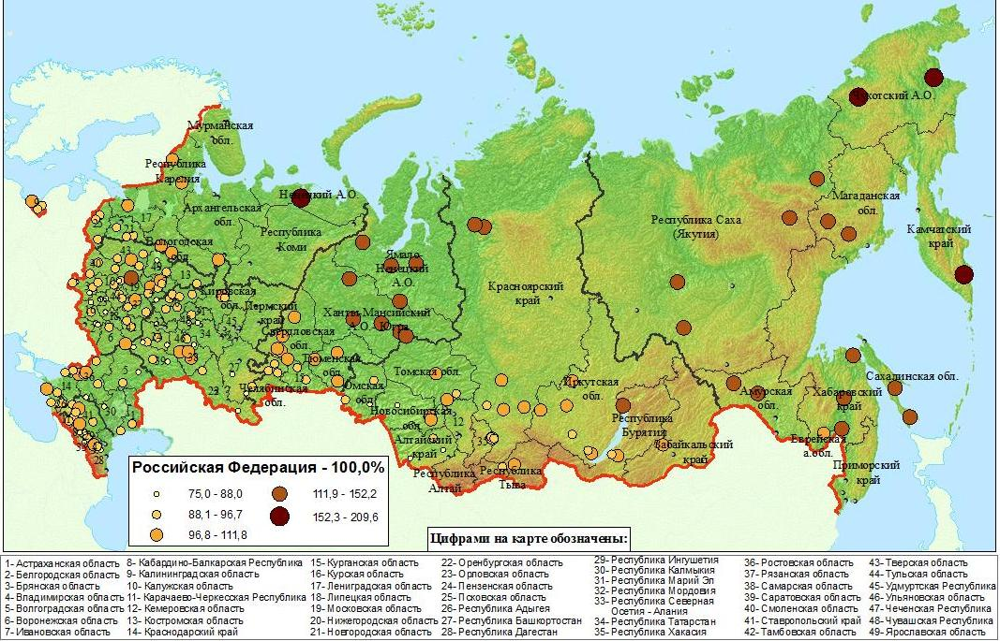 Мурманская
обл.
Чукотский А.О.
Республика
Карелия
Ненецкий А.О.
Архангельская
обл.
Республика
Коми
Вологодская
обл.
Магаданская
обл.
Республика Саха
(Якутия)
Камчатский
край
Ямало
Ненецкий
А.О.
Красноярский
край
Кировская
обл.
Пермский
край
Ханты-Мансийский
А.О. Югра
Свердловская
обл.
Тюменская
обл.
Томская обл.
Омская
обл.
Челябинская
обл.
Новосибирская
обл.
Алтайский
край
Республика
Алтай
Республика
Тыва
Иркутская
обл.
Республика
Бурятия
Забайкальский
край
Амурская
обл.
Хабаровский
край
Сахалинская обл.
Еврейская
а.обл.
Приморский
край
Российская Федерация - 100,0%
75,0 - 88,0
88,1 - 96,7
96,8 - 111,8
111,9 - 152,2
152,3 - 209,6
Цифрами на карте обозначены:
1- Астраханская область
2- Белгородская область
3- Брянская область
4- Владимирская область
5- Волгоградская область
6- Воронежская область
7- Ивановская область
8- Кабардино-Балкарская Республика
9- Калининградская область
10- Калужская область
11- Карачаево-Черкесская Республика
12- Кемеровская область
13- Костромская область
14- Краснодарский край
15- Курганская область
16- Курская область
17- Ленинградская область
18- Липецкая область
19- Московская область
20- Нижегородская область
21- Новгородская область
22- Оренбургская область
23- Орловская область
24- Пензенская область
25- Псковская область
26- Республика Адыгея
27- Республика Башкортостан
28- Республика Дагестан
29- Республика Ингушетия
30- Республика Калмыкия
31- Республика Марий Эл
32- Республика Мордовия
33- Республика Северная
Осетия - Алания
34- Республика Татарстан
35- Республика Хакасия
36- Ростовская область
37- Рязанская область
38- Самарская область
39- Саратовская область
40- Смоленская область
41- Ставропольский край
42- Тамбовская область
43- Тверская область
44- Тульская область
45- Удмуртская Республика
46- Ульяновская область
47- Чеченская Республика
48- Чувашская Республика
49- Ярославская область